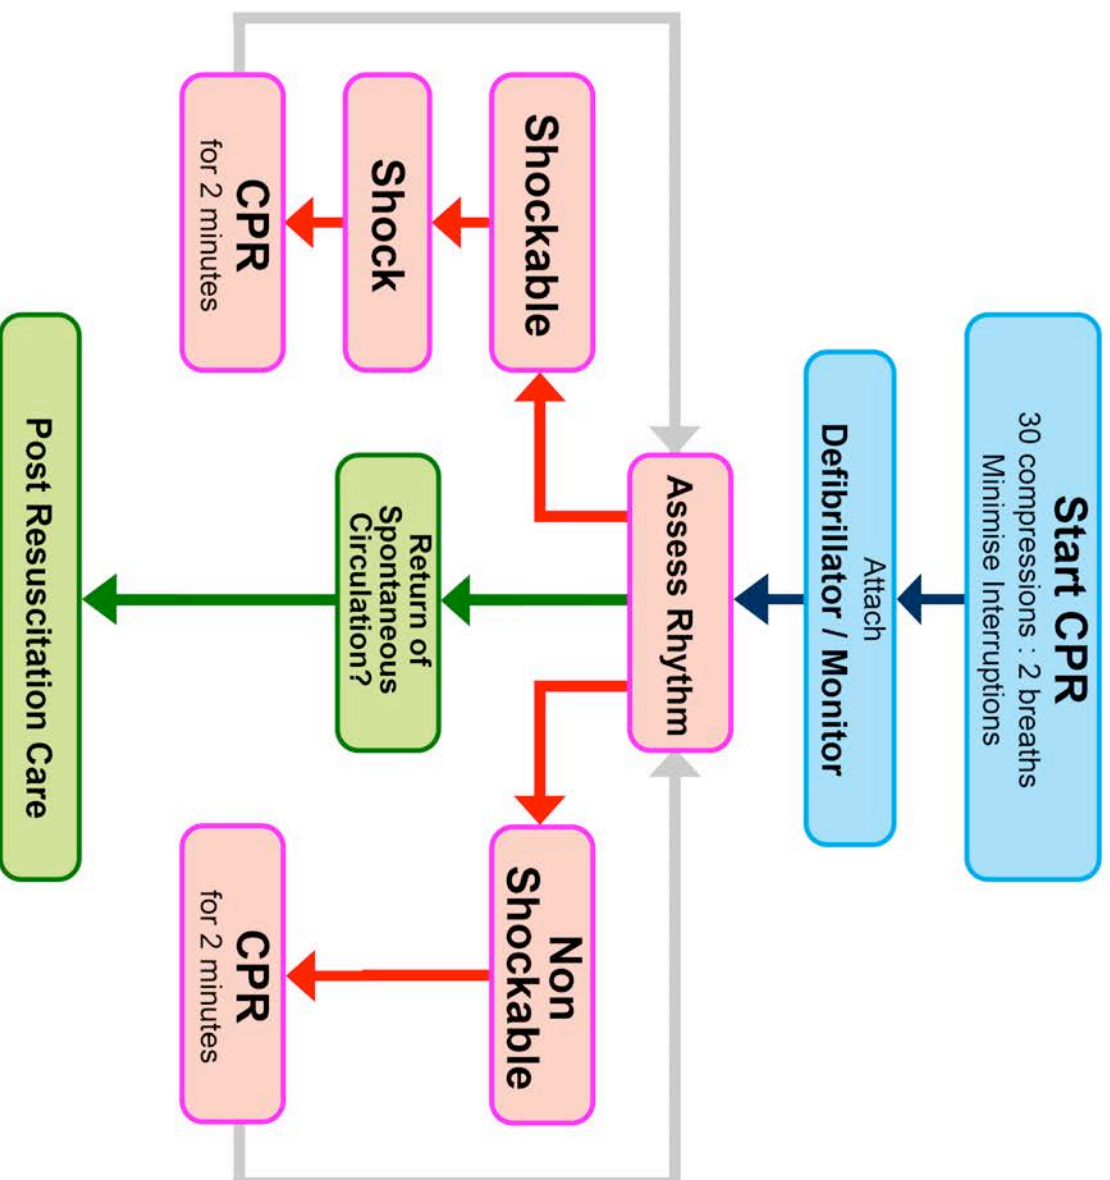 Start CPR
30 compressions : 2 breaths
Minimise Interruptions
Attach
Defibrillator / Monitor
Assess Rhythm
Shockable
Shock
CPR
for 2 minutes
Return of
Spontaneous
Circulation?
Non
Shockable
CPR
for 2 minutes
Post Resuscitation Care